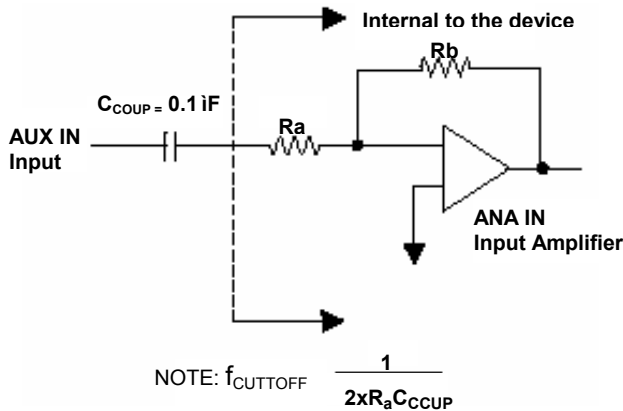 Internal to the device
Rb
CCOUP = 0.1 ìF
Ra
AUX IN
Input
ANA IN
Input Amplifier
NOTE: fCUTTOFF 1
2xRaCCCUP